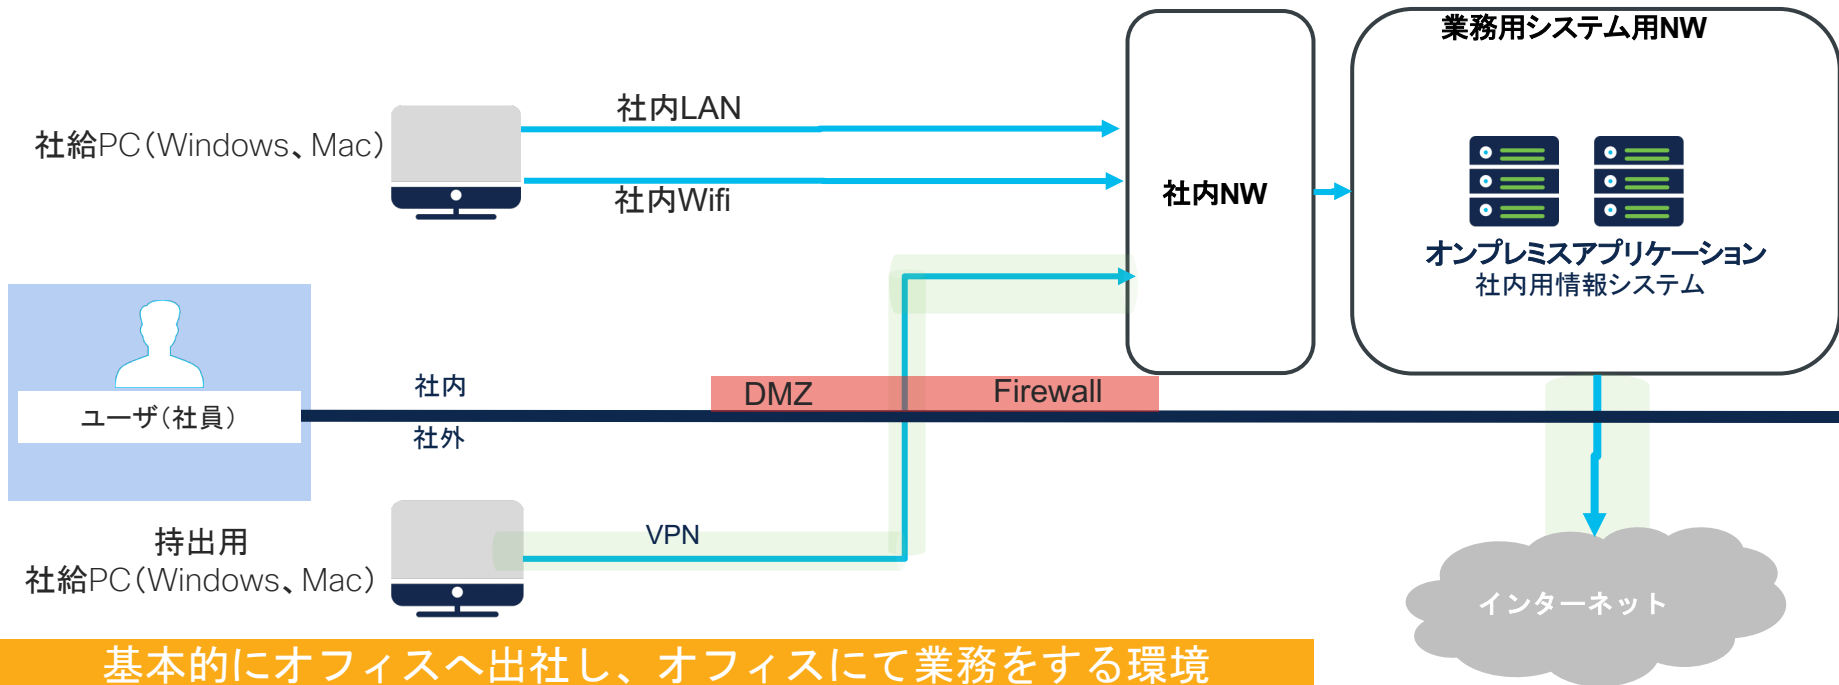 業務用システム用NW
社内LAN
社給PC(Windows、Mac)
社内Wifi
社内NW
オンプレミスアプリケーション
社内用情報システム
ユーザ(社員)
社内
DMZ
Firewall
社外
VPN
持出用
社給PC(Windows、Mac)
インターネット
基本的にオフィスへ出社し、オフィスにて業務をする環境